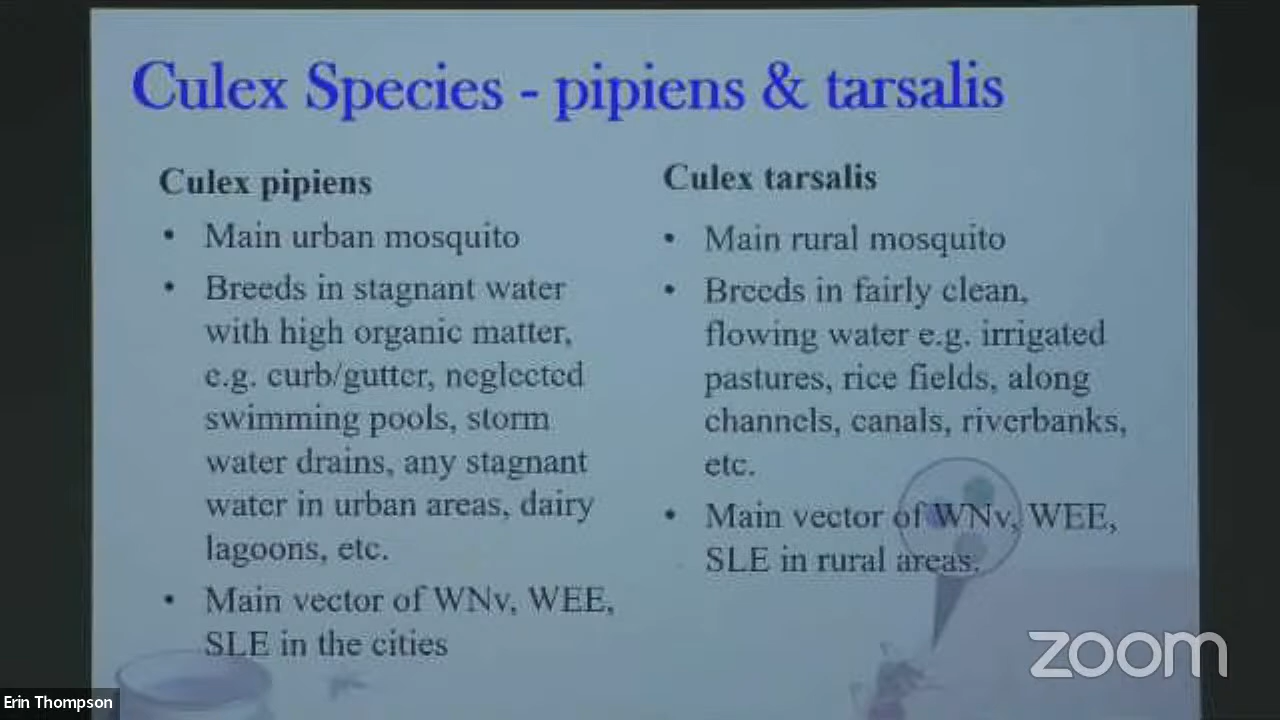 Culex Species - pipiens & tarsalis
Culex pipiens
• Main urban mosquito
• Breeds in stagnant water
with high organic matter,
e.g. curb/gutter, neglected
swimming pools, storm
water drains, any stagnant
water in urban areas, dairy
lagoons, etc.
• Main vector of WNv, WEE,
SLE in the cities
Culex tarsalis
• Main rural mosquito
• Breeds in fairly clean,
flowing water e.g. irrigated
pastures, rice fields, along
channels, canals, riverbanks,
etc.
• Main vector of WNv, WEE,
SLE in rural areas.
zoom
Erin Thompson